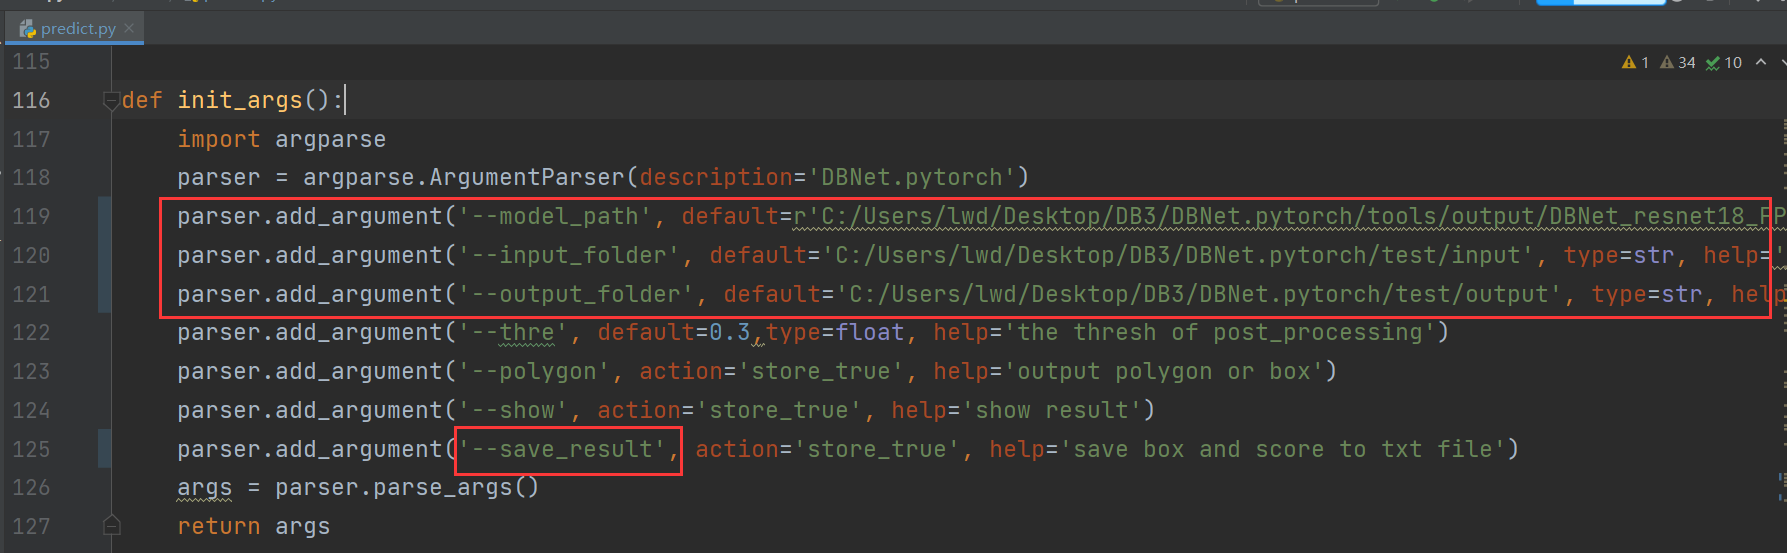 predict.py
1 34 10
115
116 def init_args():
117 import argparse
118 parser = argparse.ArgumentParser(description='DBNet.pytorch')
119 parser.add_argument('--model_path', default=r'C:/Users/lwd/Desktop/DB3/DBNet.pytorch/tools/output/DBNet_resnet18_FP
120 parser.add_argument('--input_folder', default='C:/Users/lwd/Desktop/DB3/DBNet.pytorch/test/input', type=str, help='
121 parser.add_argument('--output_folder', default='C:/Users/lwd/Desktop/DB3/DBNet.pytorch/test/output', type=str, help
122 parser.add_argument('--thre', default=0.3,type=float, help='the thresh of post_processing')
123 parser.add_argument('--polygon', action='store_true', help='output polygon or box')
124 parser.add_argument('--show', action='store_true', help='show result')
125 parser.add_argument('--save_result', action='store_true', help='save box and score to txt file')
126 args = parser.parse_args()
127 return args